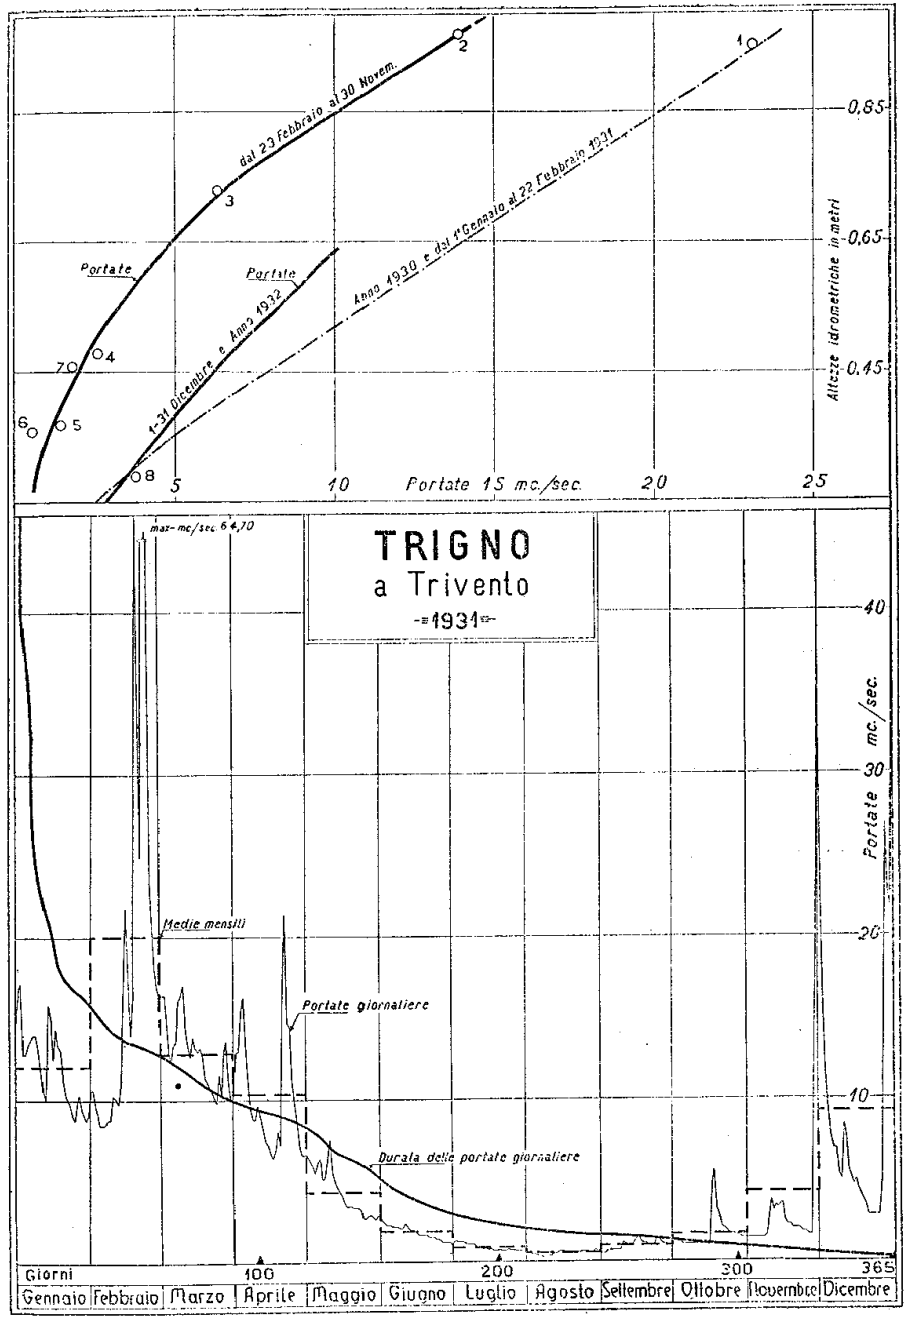 2
1
dal 23 Febbraio al 30 Novem.
0,85
3
Anno 1930 e dal 1° Gennaio al 22 Febbraio 1931
Altezze idrometriche in metri
0,65
Portate
Portate
1-31 Dicembre e Anno 1932
7
4
0,45
6
5
8
5
10
Portate 15 mc./sec.
20
25
max-mc/sec. 64,70
TRIGNO
a Trivento
-=1931=-
40
Portate mc./sec.
30
Medie mensili
20
Portate giornaliere
10
Durata delle portate giornaliere
Giorni
100
200
300
365
Gennaio Febbraio Marzo Aprile Maggio Giugno Luglio Agosto Settembre Ottobre Novembre Dicembre